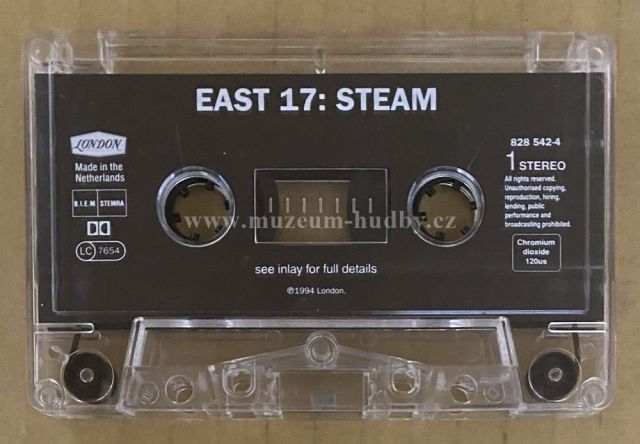 EAST 17: STEAM
LONDON
Made in the
Netherlands
B.I.E.M STEMRA
LC 7654
828 542-4
1 STEREO
All rights reserved.
Unauthorised copying,
reproduction, hiring,
lending, public
performance and
broadcasting prohibited.
Chromium
dioxide
120us
www.muzeum-hudby.cz
see inlay for full details
℗1994 London.